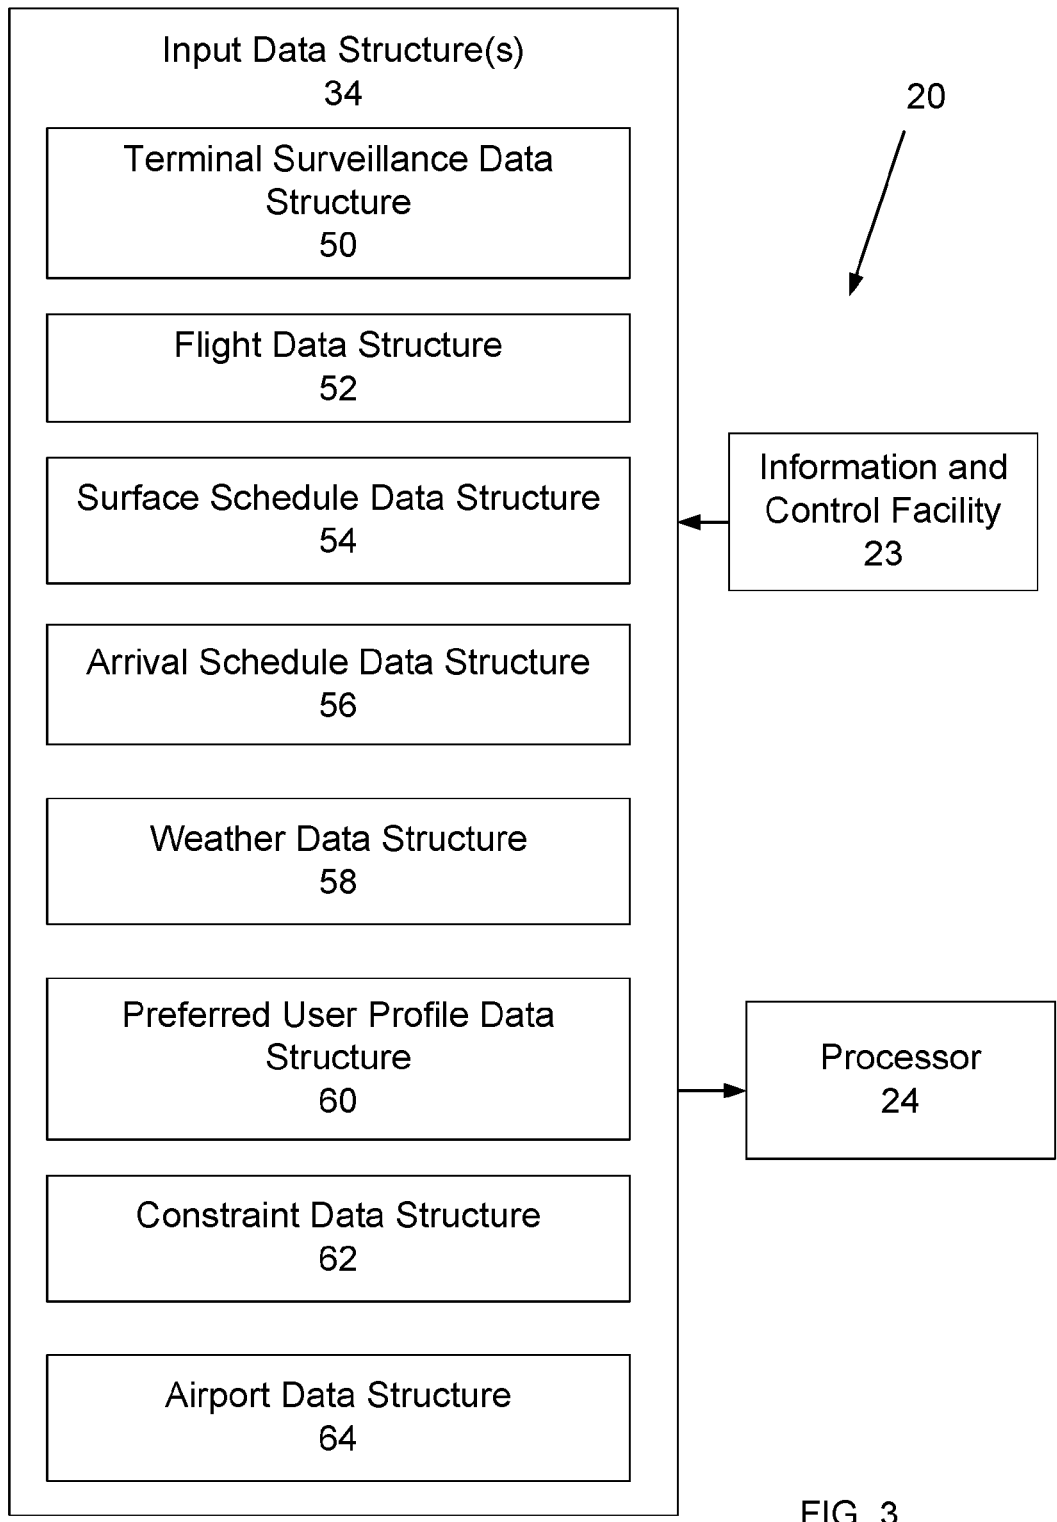 Input Data Structure(s)
34
20
Terminal Surveillance Data
Structure
50
Flight Data Structure
52
Surface Schedule Data Structure
54
Information and
Control Facility
23
Arrival Schedule Data Structure
56
Weather Data Structure
58
Preferred User Profile Data
Structure
60
Processor
24
Constraint Data Structure
62
Airport Data Structure
64
FIG. 3